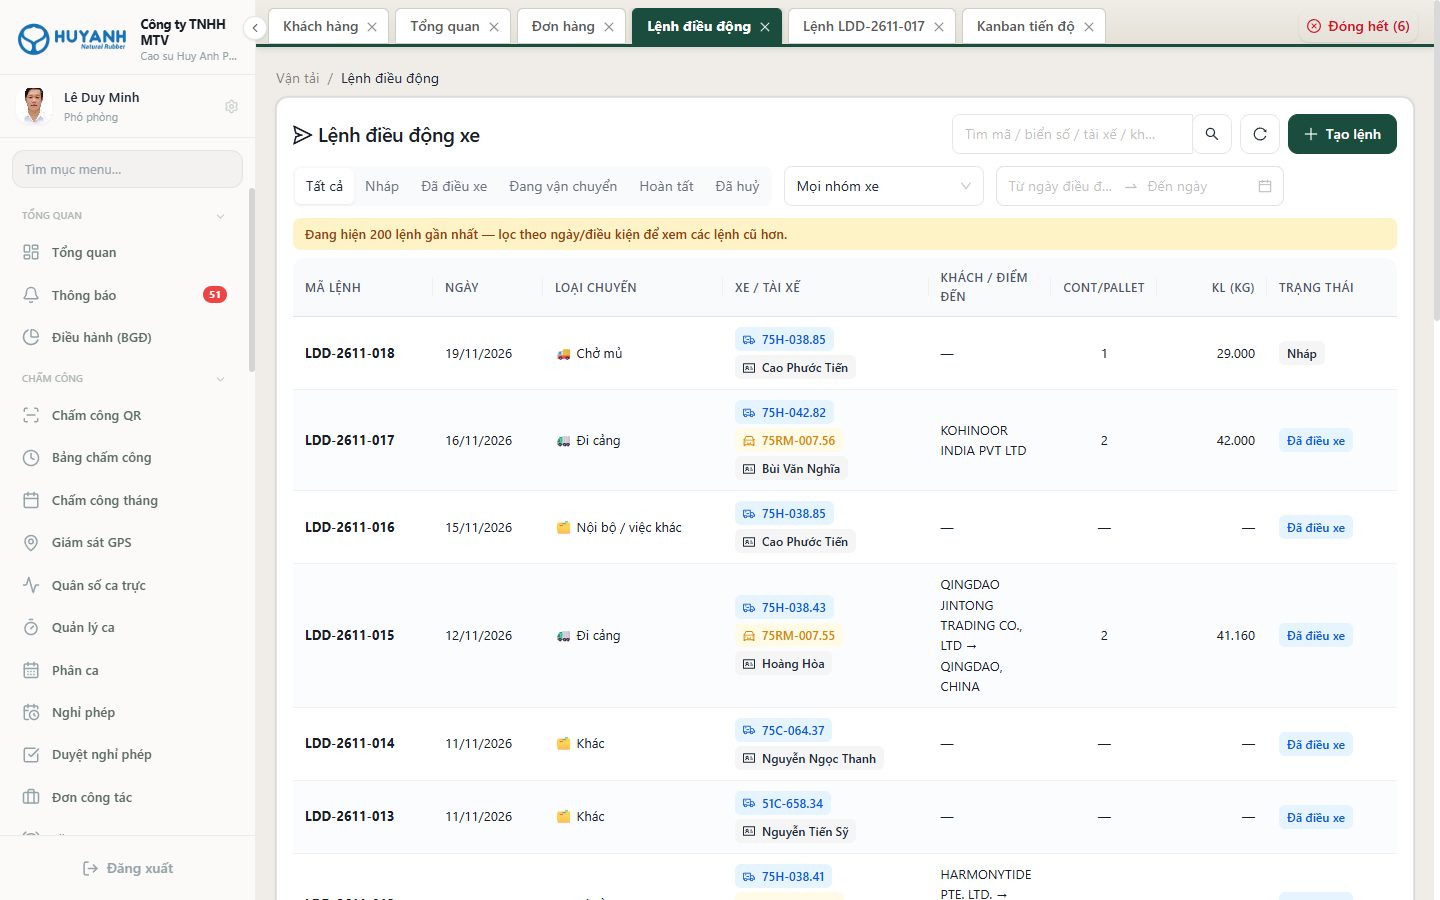 HUYANH
Natural Rubber
Công ty TNHH MTV
Cao su Huy Anh P...
Khách hàng
Tổng quan
Đơn hàng
Lệnh điều động
Lệnh LDD-2611-017
Kanban tiến độ
Đóng hết (6)
Lê Duy Minh
Phó phòng
Tìm mục menu...
TỔNG QUAN
Tổng quan
Thông báo 51
Điều hành (BGĐ)
CHẤM CÔNG
Chấm công QR
Bảng chấm công
Chấm công tháng
Giám sát GPS
Quân số ca trực
Quản lý ca
Phân ca
Nghỉ phép
Duyệt nghỉ phép
Đơn công tác
Đăng xuất
Vận tải / Lệnh điều động
Lệnh điều động xe
Tìm mã / biển số / tài xế / kh...
Tạo lệnh
Tất cả Nháp Đã điều xe Đang vận chuyển Hoàn tất Đã huỷ
Mọi nhóm xe
Từ ngày điều đ... → Đến ngày
Đang hiện 200 lệnh gần nhất — lọc theo ngày/điều kiện để xem các lệnh cũ hơn.
MÃ LỆNH NGÀY LOẠI CHUYẾN XE / TÀI XẾ KHÁCH / ĐIỂM ĐẾN CONT/PALLET KL (KG) TRẠNG THÁI
LDD-2611-018 19/11/2026 Chở mủ
75H-038.85
Cao Phước Tiến
— 1 29.000 Nháp
LDD-2611-017 16/11/2026 Đi cảng
75H-042.82
75RM-007.56
Bùi Văn Nghĩa
KOHINOOR
INDIA PVT LTD
2 42.000 Đã điều xe
LDD-2611-016 15/11/2026 Nội bộ / việc khác
75H-038.85
Cao Phước Tiến
— — — Đã điều xe
LDD-2611-015 12/11/2026 Đi cảng
75H-038.43
75RM-007.55
Hoàng Hòa
QINGDAO
JINTONG
TRADING CO.,
LTD →
QINGDAO,
CHINA
2 41.160 Đã điều xe
LDD-2611-014 11/11/2026 Khác
75C-064.37
Nguyễn Ngọc Thanh
— — — Đã điều xe
LDD-2611-013 11/11/2026 Khác
51C-658.34
Nguyễn Tiến Sỹ
— — — Đã điều xe
75H-038.41
HARMONYTIDE
PTE. LTD. →